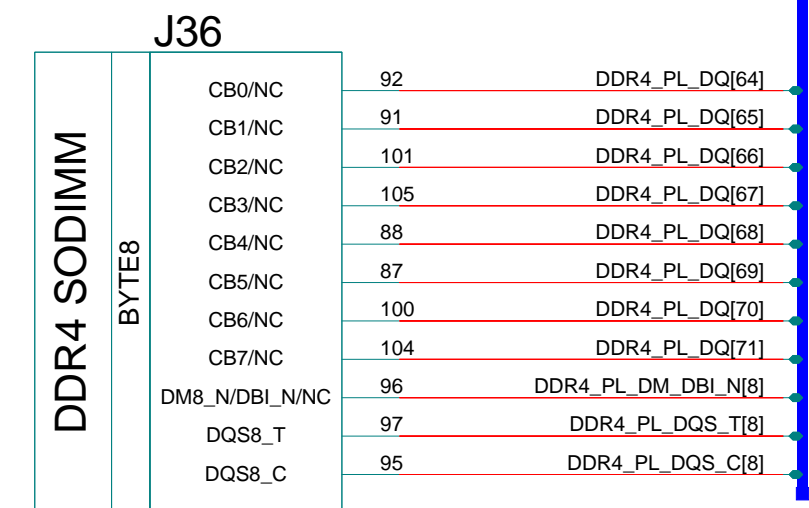 J36
DDR4 SODIMM
BYTE8
CB0/NC 92 DDR4_PL_DQ[64]
CB1/NC 91 DDR4_PL_DQ[65]
CB2/NC 101 DDR4_PL_DQ[66]
CB3/NC 105 DDR4_PL_DQ[67]
CB4/NC 88 DDR4_PL_DQ[68]
CB5/NC 87 DDR4_PL_DQ[69]
CB6/NC 100 DDR4_PL_DQ[70]
CB7/NC 104 DDR4_PL_DQ[71]
DM8_N/DBI_N/NC 96 DDR4_PL_DM_DBI_N[8]
DQS8_T 97 DDR4_PL_DQS_T[8]
DQS8_C 95 DDR4_PL_DQS_C[8]